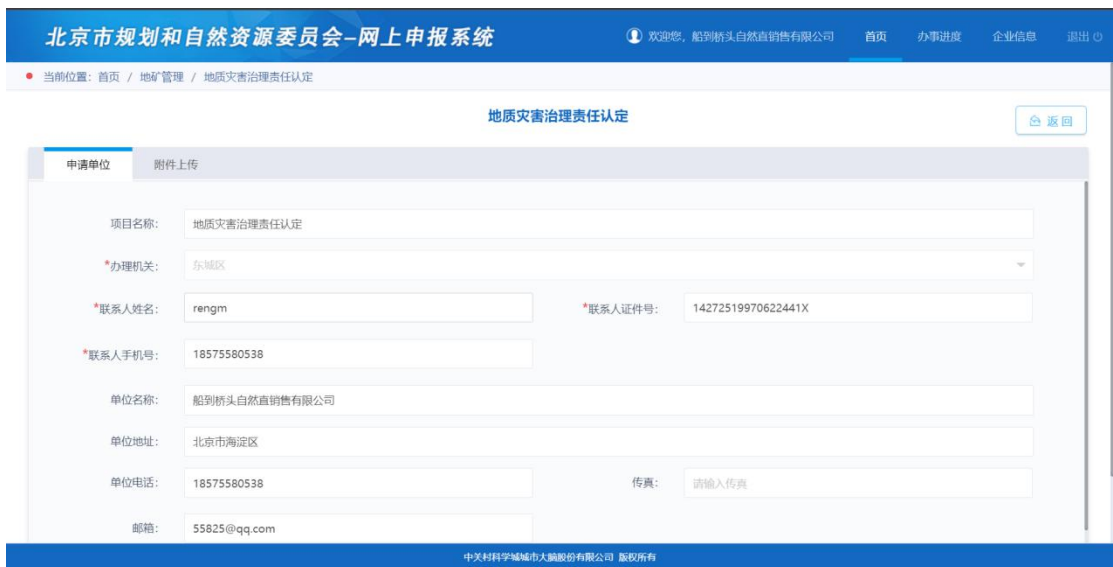 北京市规划和自然资源委员会-网上申报系统 欢迎您，船到桥头自然直销售有限公司 首页 办事进度 企业信息 退出
当前位置：首页 / 地矿管理 / 地质灾害治理责任认定
地质灾害治理责任认定 返回
申请单位 附件上传
项目名称： 地质灾害治理责任认定
*办理机关： 东城区
*联系人姓名： rengm *联系人证件号： 14272519970622441X
*联系人手机号： 18575580538
单位名称： 船到桥头自然直销售有限公司
单位地址： 北京市海淀区
单位电话： 18575580538 传真： 请输入传真
邮箱： 55825@qq.com
中关村科学城城市大脑股份有限公司 版权所有